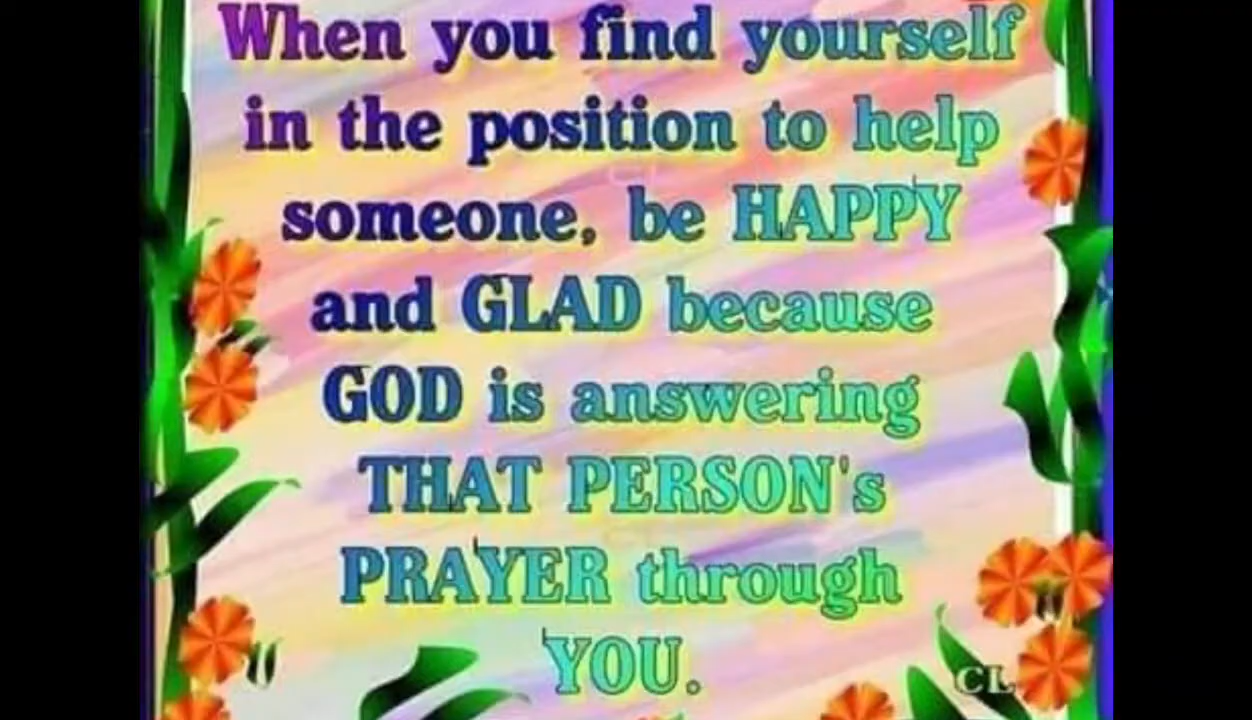 When you find yourself
in the position to help
someone, be HAPPY
and GLAD because
GOD is answering
THAT PERSON's
PRAYER through
YOU.
CL